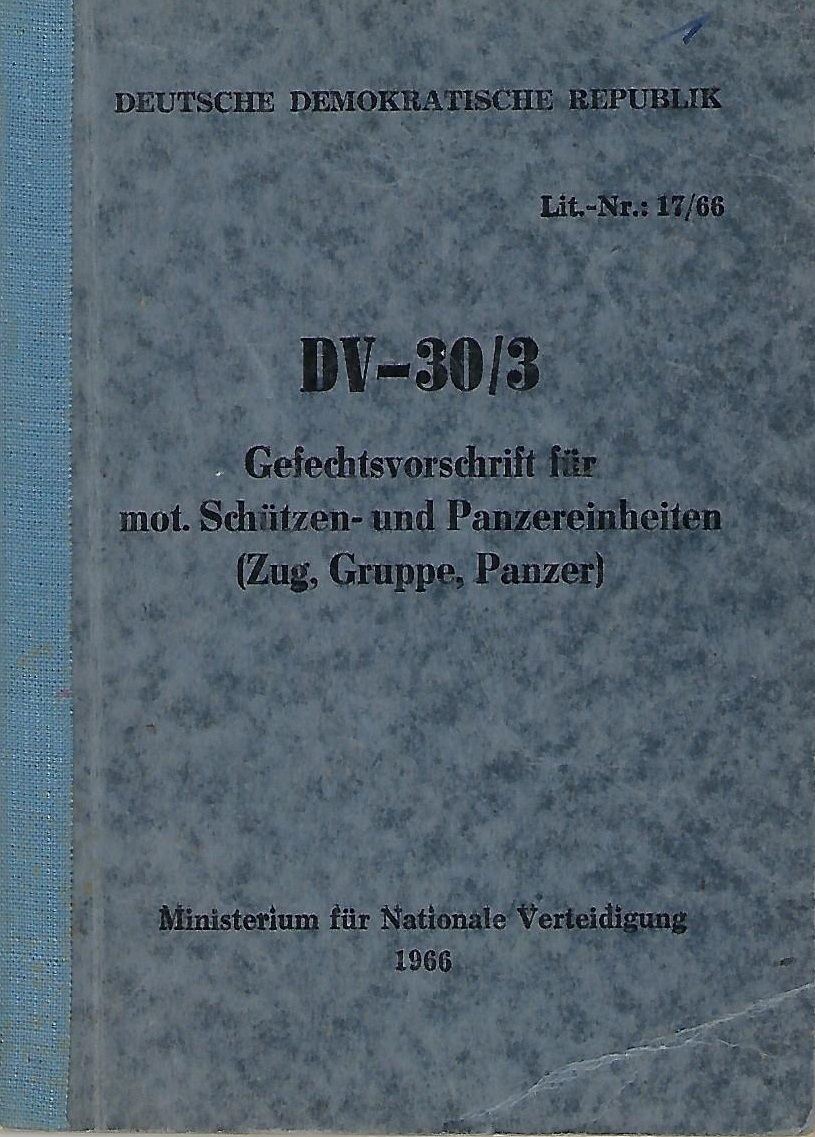 DEUTSCHE DEMOKRATISCHE REPUBLIK
Lit.-Nr.: 17/66
DV-30/3
Gefechtsvorschrift für
mot. Schützen- und Panzereinheiten
(Zug, Gruppe, Panzer)
Ministerium für Nationale Verteidigung
1966